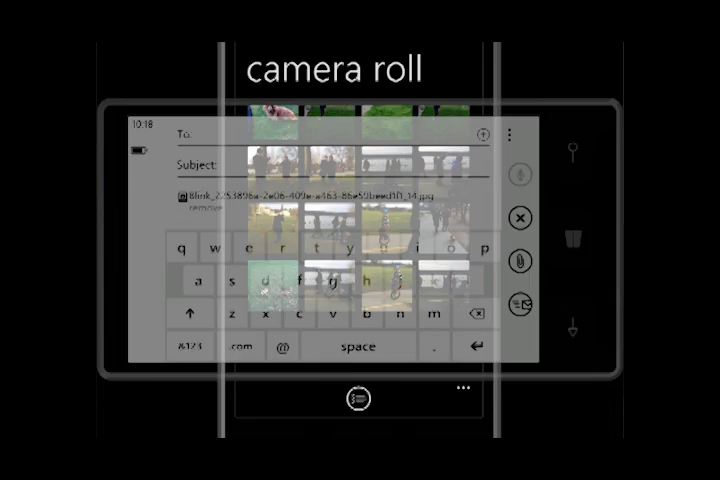 camera roll
10:18
To:
Subject:
remove
q w e r t y i o p
a s d f g h j k
z x c v b n m
&123 .com @ space .
...